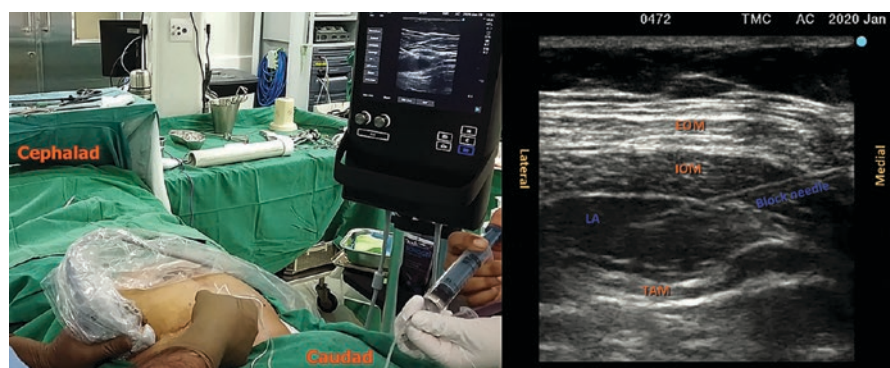 Cephalad
Caudad
0472 TMC AC 2020 Jan
EOM
IOM
Block needle
LA
TAM
Lateral
Medial